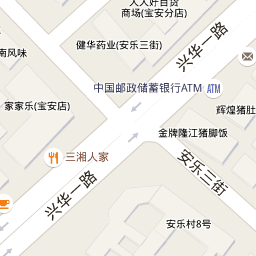 人人好百货
商场(宝安分店)
南风味
健华药业(安乐三街)
兴华一路
中国邮政储蓄银行ATM
ATM
家家乐(宝安店)
辉煌猪肚
金牌隆江猪脚饭
三湘人家
安乐三街
兴华一路
安乐村8号